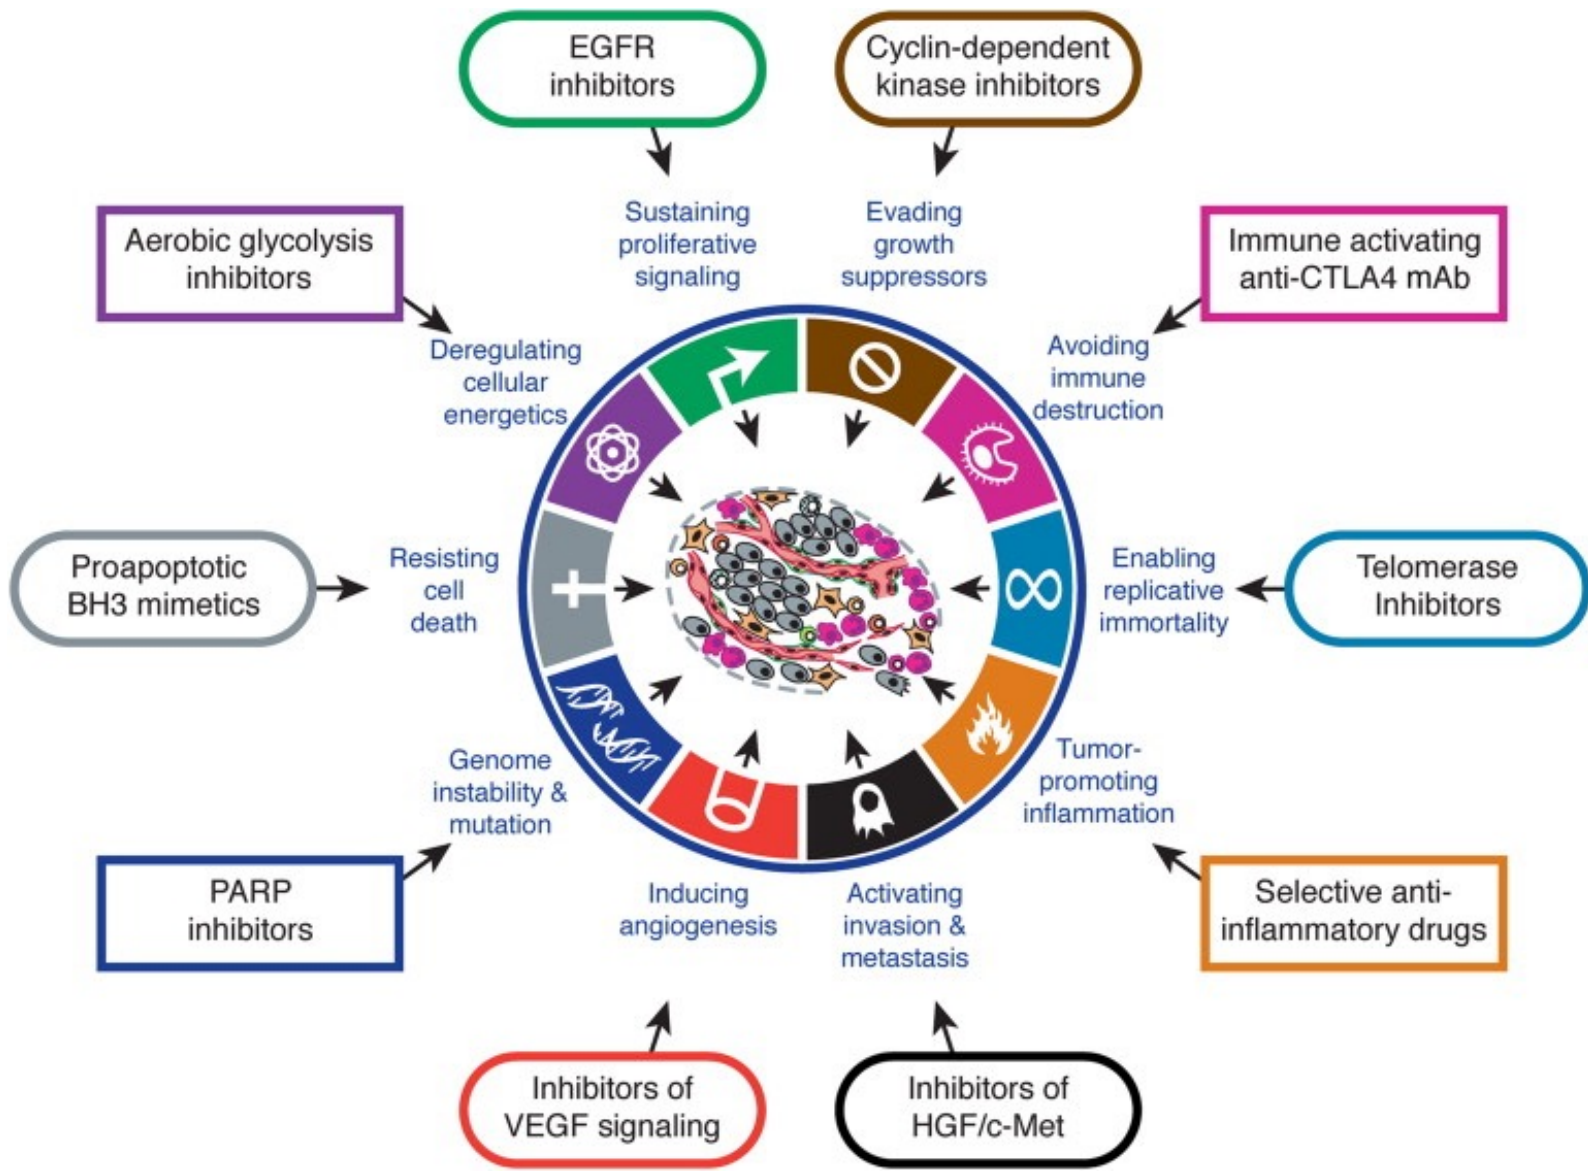 EGFR
inhibitors
Cyclin-dependent
kinase inhibitors
Sustaining
proliferative
signaling
Evading
growth
suppressors
Aerobic glycolysis
inhibitors
Immune activating
anti-CTLA4 mAb
Deregulating
cellular
energetics
Avoiding
immune
destruction
Proapoptotic
BH3 mimetics
Resisting
cell
death
Enabling
replicative
immortality
Telomerase
Inhibitors
Genome
instability &
mutation
Tumor-
promoting
inflammation
PARP
inhibitors
Inducing
angiogenesis
Activating
invasion &
metastasis
Selective anti-
inflammatory drugs
Inhibitors of
VEGF signaling
Inhibitors of
HGF/c-Met